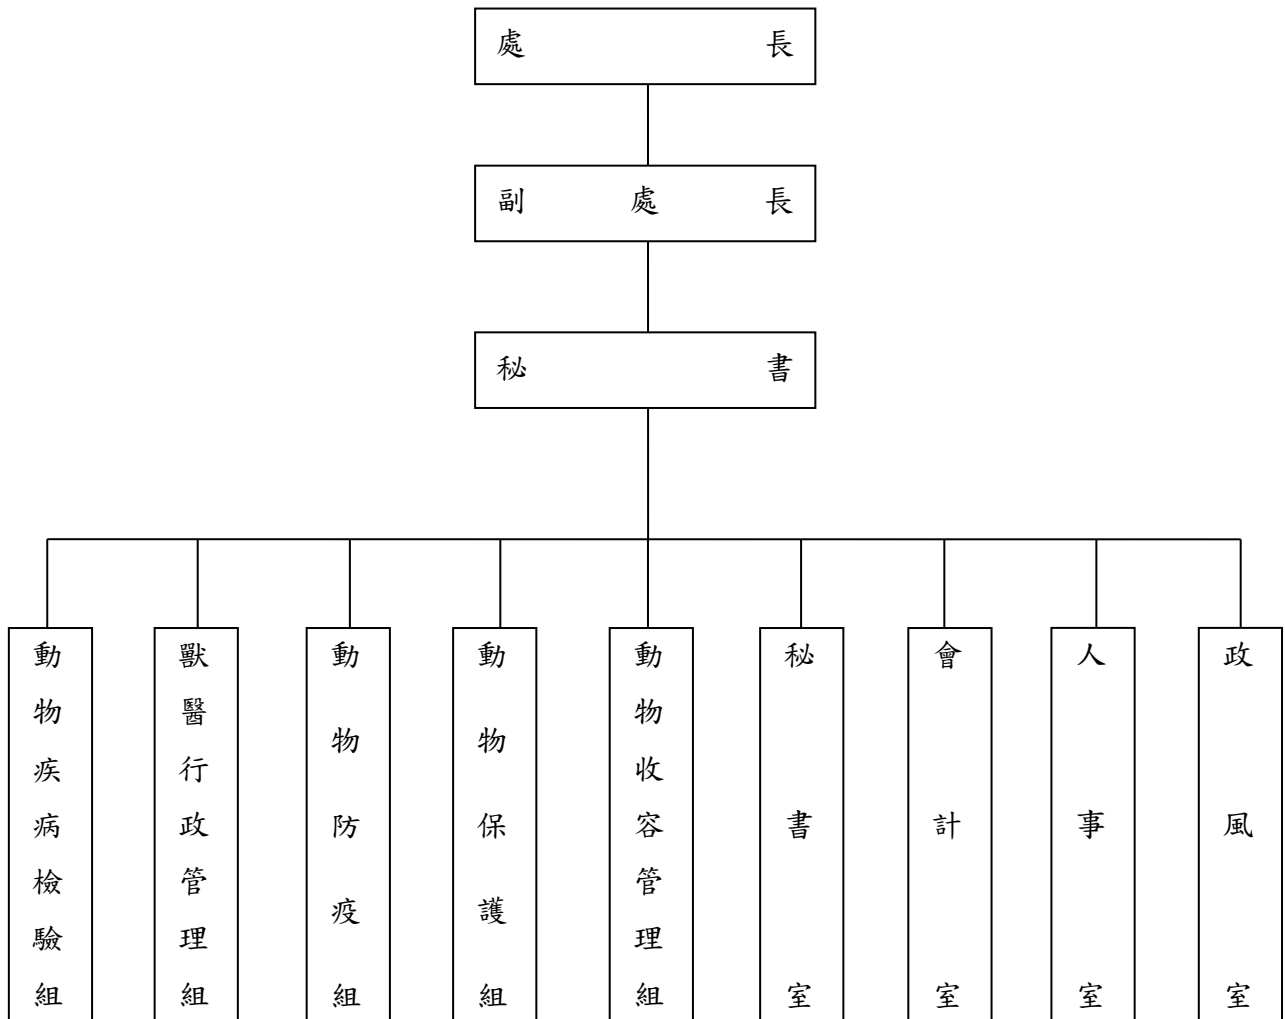 處長
副處長
秘書
動物疾病檢驗組
獸醫行政管理組
動物防疫組
動物保護組
動物收容管理組
秘書室
會計室
人事室
政風室